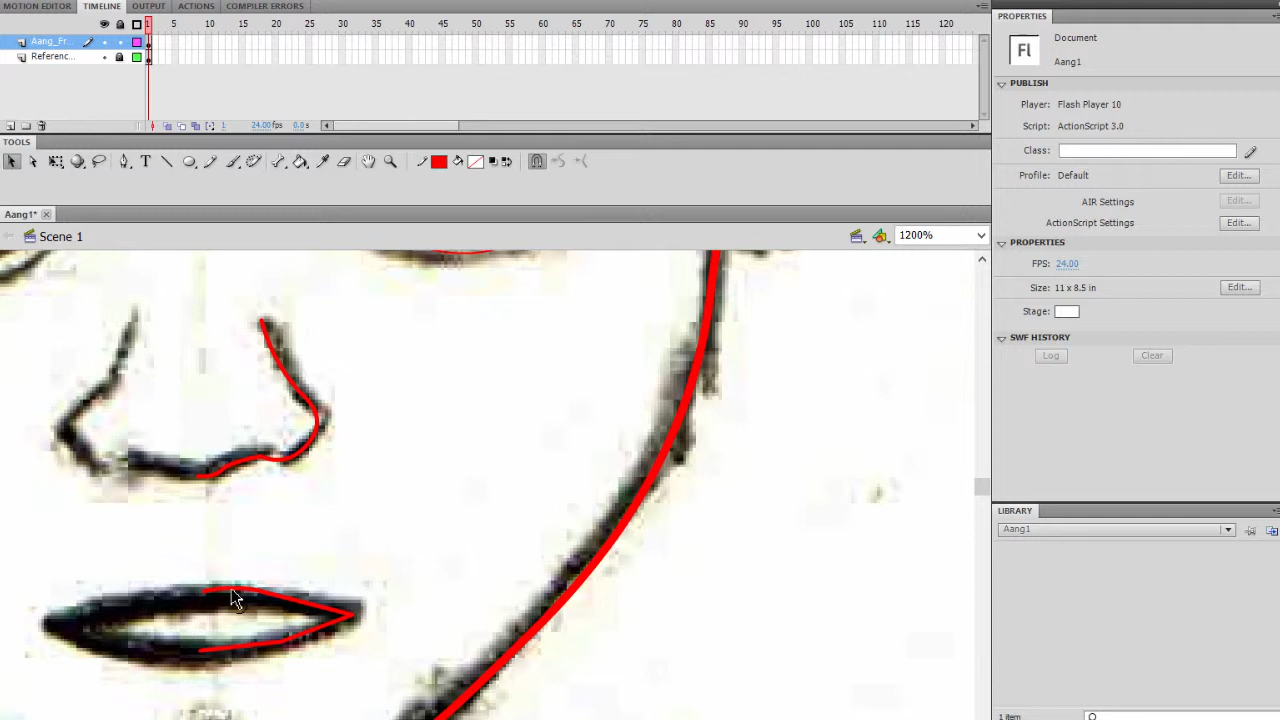 MOTION EDITOR TIMELINE OUTPUT ACTIONS COMPILER ERRORS
1 5 10 15 20 25 30 35 40 45 50 55 60 65 70 75 80 85 90 95 100 105 110 115 120
Aang_Fr...
Referenc...
1 24.00fps 0.0s
TOOLS
T
Aang1*
Scene 1
1200%
PROPERTIES
Fl
Document
Aang1
PUBLISH
Player: Flash Player 10
Script: ActionScript 3.0
Class:
Profile: Default Edit...
AIR Settings Edit...
ActionScript Settings Edit...
PROPERTIES
FPS: 24.00
Size: 11 x 8.5 in Edit...
Stage:
SWF HISTORY
Log Clear
LIBRARY
Aang1
1 item